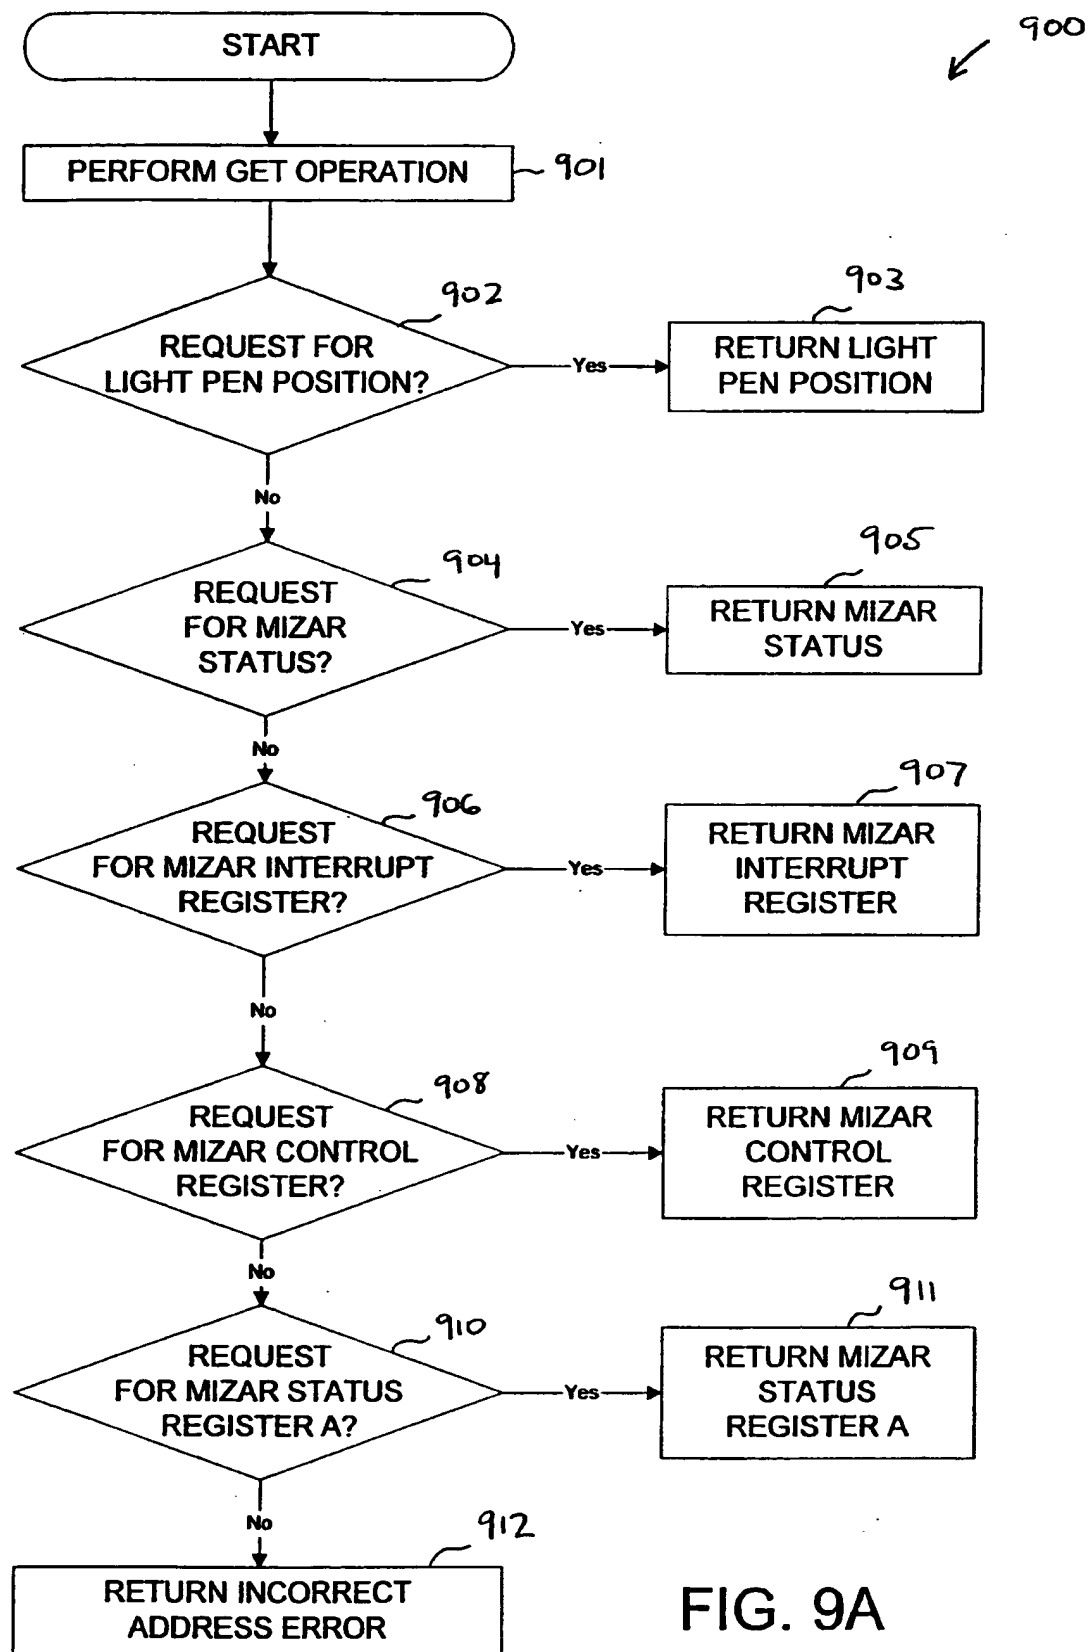 START
900
PERFORM GET OPERATION
901
902
REQUEST FOR
LIGHT PEN POSITION?
Yes
903
RETURN LIGHT
PEN POSITION
No
904
REQUEST
FOR MIZAR
STATUS?
Yes
905
RETURN MIZAR
STATUS
No
906
REQUEST
FOR MIZAR INTERRUPT
REGISTER?
Yes
907
RETURN MIZAR
INTERRUPT
REGISTER
No
908
REQUEST
FOR MIZAR CONTROL
REGISTER?
Yes
909
RETURN MIZAR
CONTROL
REGISTER
No
910
REQUEST
FOR MIZAR STATUS
REGISTER A?
Yes
911
RETURN MIZAR
STATUS
REGISTER A
No
912
RETURN INCORRECT
ADDRESS ERROR
FIG. 9A